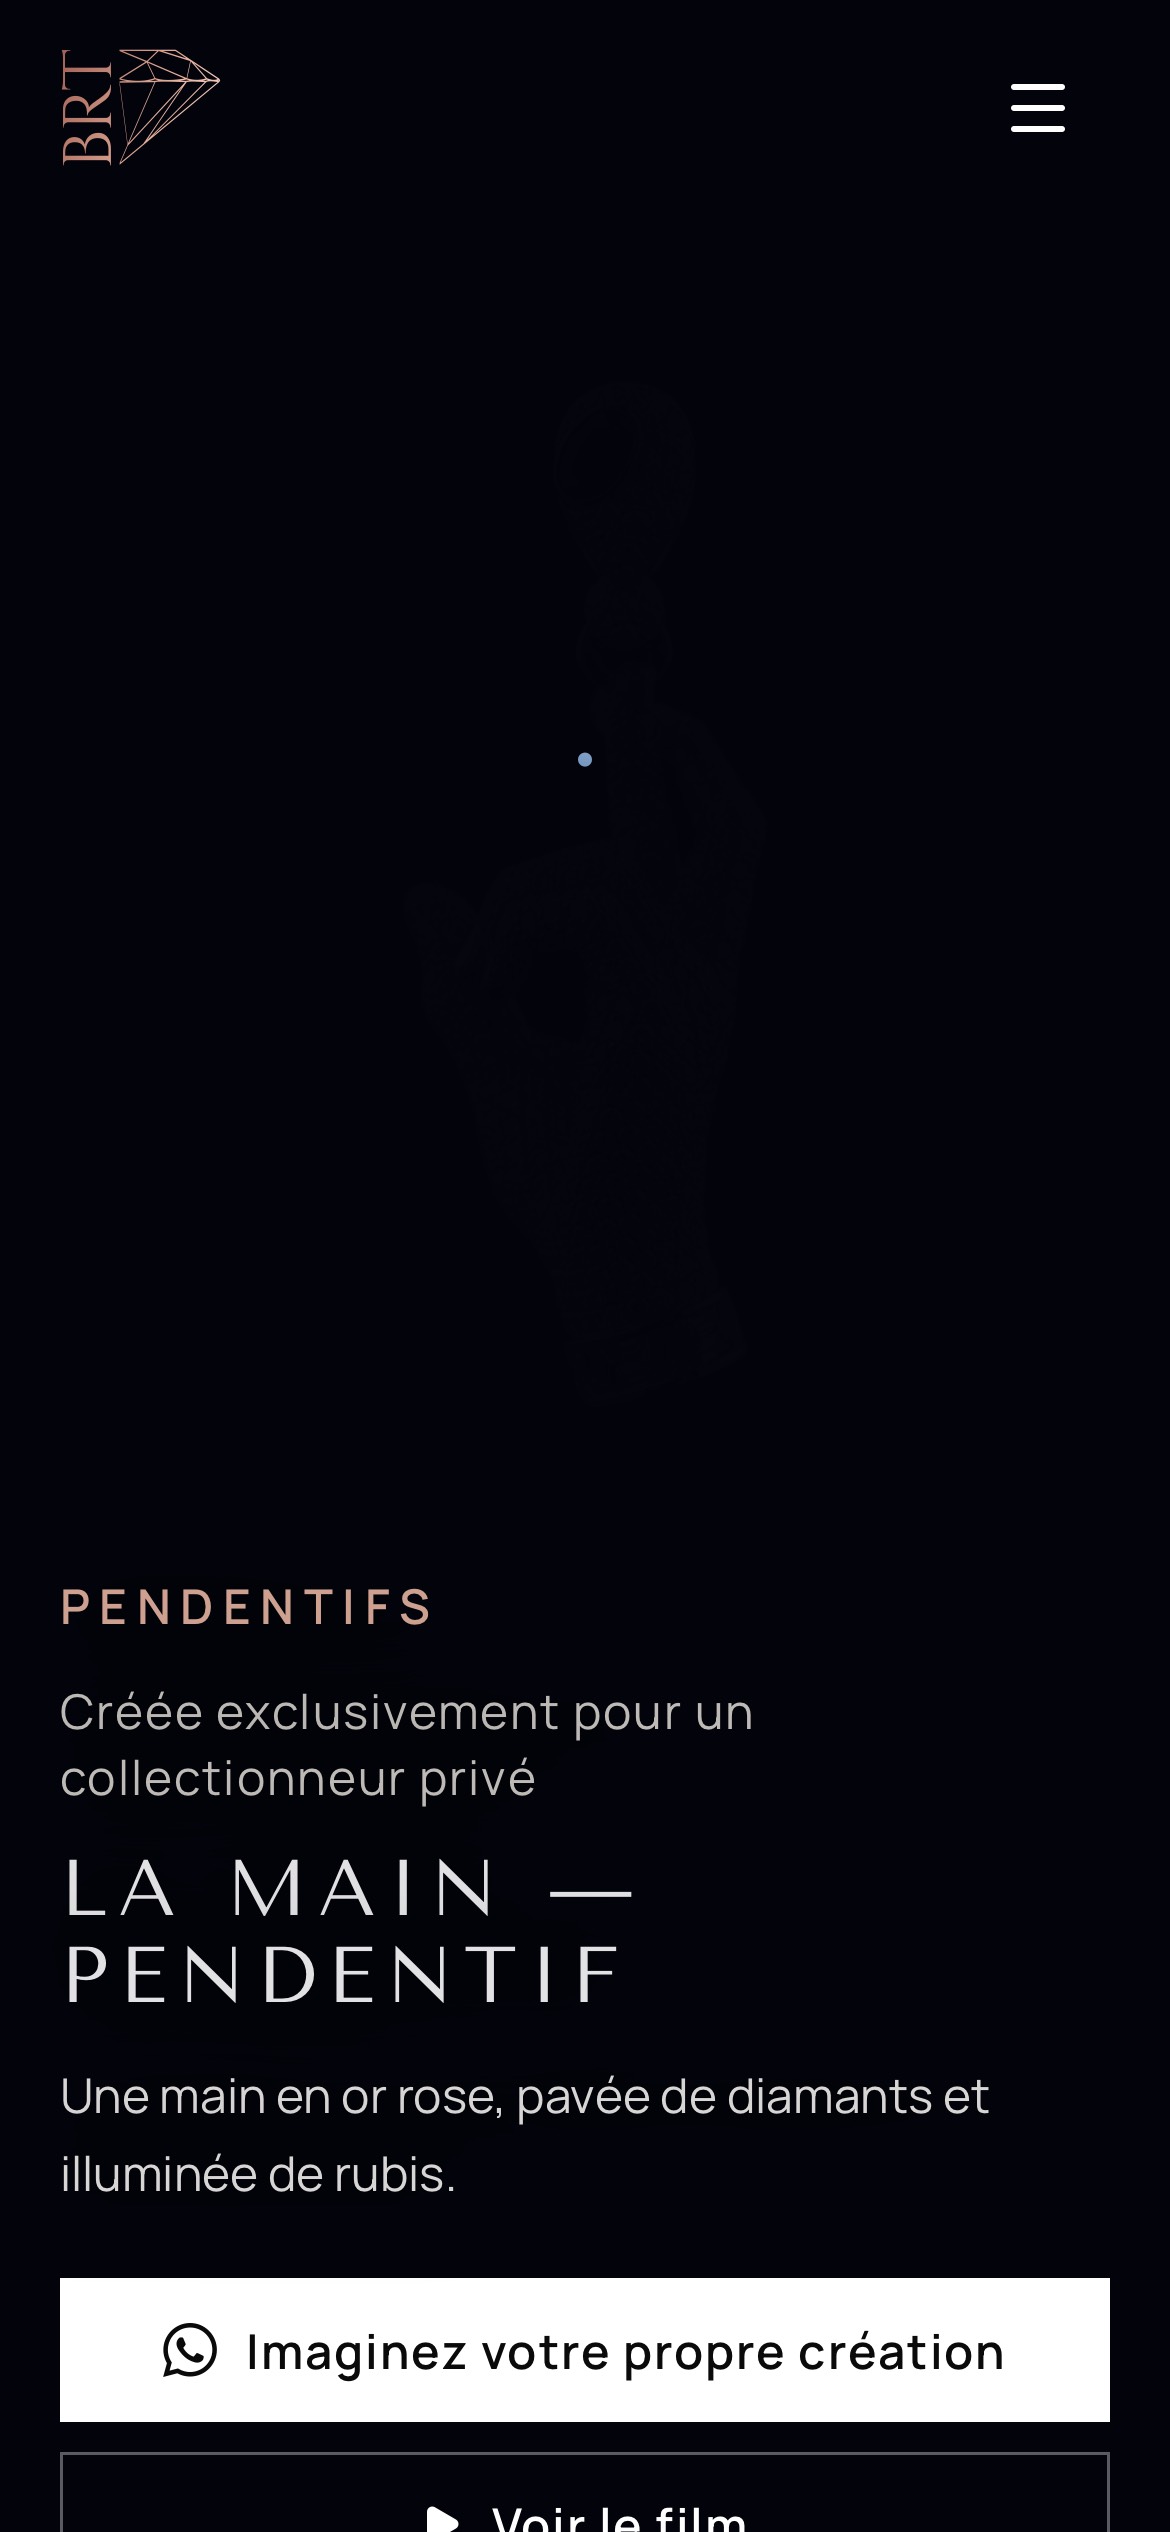 BRT
PENDENTIFS
Créée exclusivement pour un
collectionneur privé
LA MAIN —
PENDENTIF
Une main en or rose, pavée de diamants et
illuminée de rubis.
Imaginez votre propre création
Voir le film